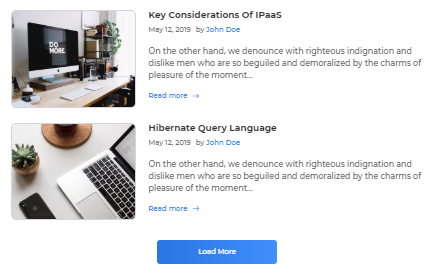 DO
MORE.
Key Considerations Of IPaaS
May 12, 2019 by John Doe
On the other hand, we denounce with righteous indignation and
dislike men who are so beguiled and demoralized by the charms of
pleasure of the moment...
Read more →
Hibernate Query Language
May 12, 2019 by John Doe
On the other hand, we denounce with righteous indignation and
dislike men who are so beguiled and demoralized by the charms of
pleasure of the moment...
Read more →
Load More